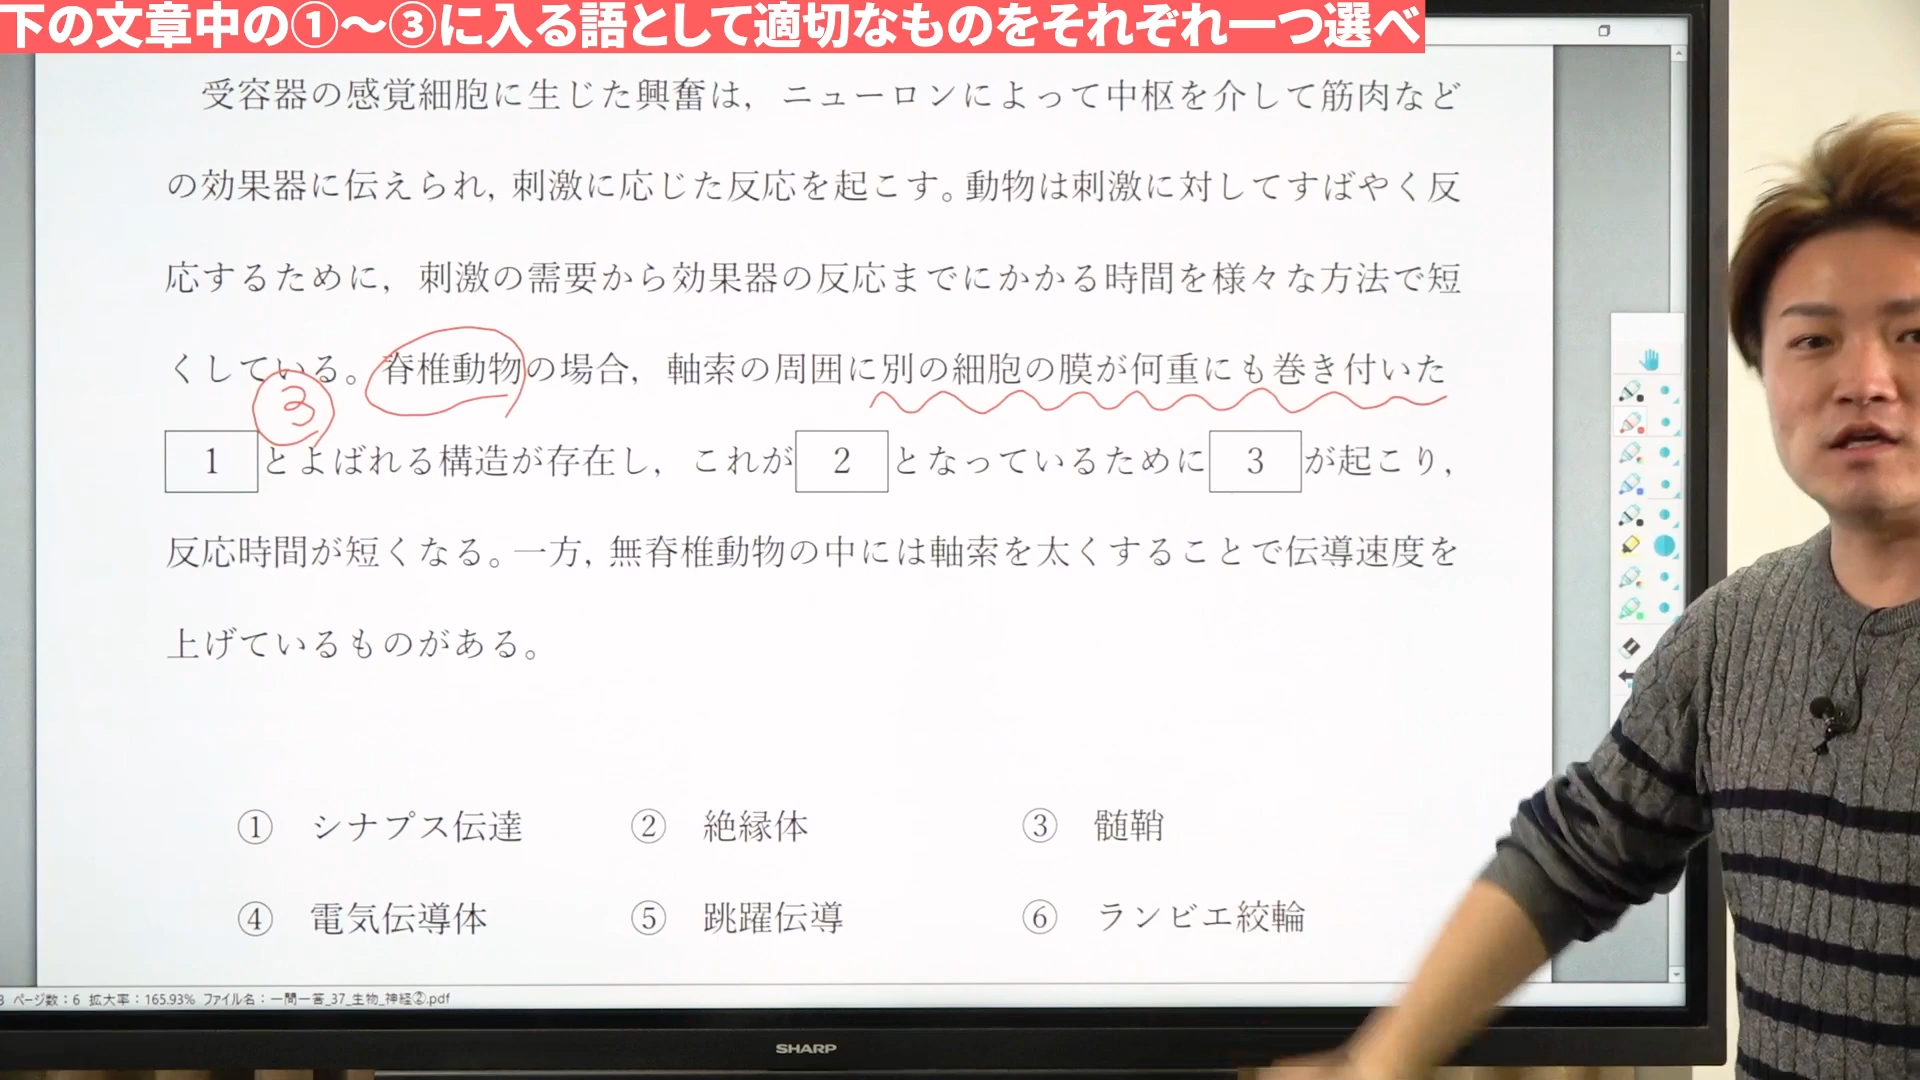 下の文章中の①～③に入る語として適切なものをそれぞれ一つ選べ
受容器の感覚細胞に生じた興奮は，ニューロンによって中枢を介して筋肉など
の効果器に伝えられ，刺激に応じた反応を起こす。動物は刺激に対してすばやく反
応するために，刺激の需要から効果器の反応までにかかる時間を様々な方法で短
くしている。脊椎動物の場合，軸索の周囲に別の細胞の膜が何重にも巻き付いた
③
1 とよばれる構造が存在し，これが 2 となっているために 3 が起こり，
反応時間が短くなる。一方，無脊椎動物の中には軸索を太くすることで伝導速度を
上げているものがある。
① シナプス伝達 ② 絶縁体 ③ 髄鞘
④ 電気伝導体 ⑤ 跳躍伝導 ⑥ ランビエ絞輪
3 ページ数：6 拡大率：165.93% ファイル名：一問一答_37_生物_神経②.pdf
SHARP